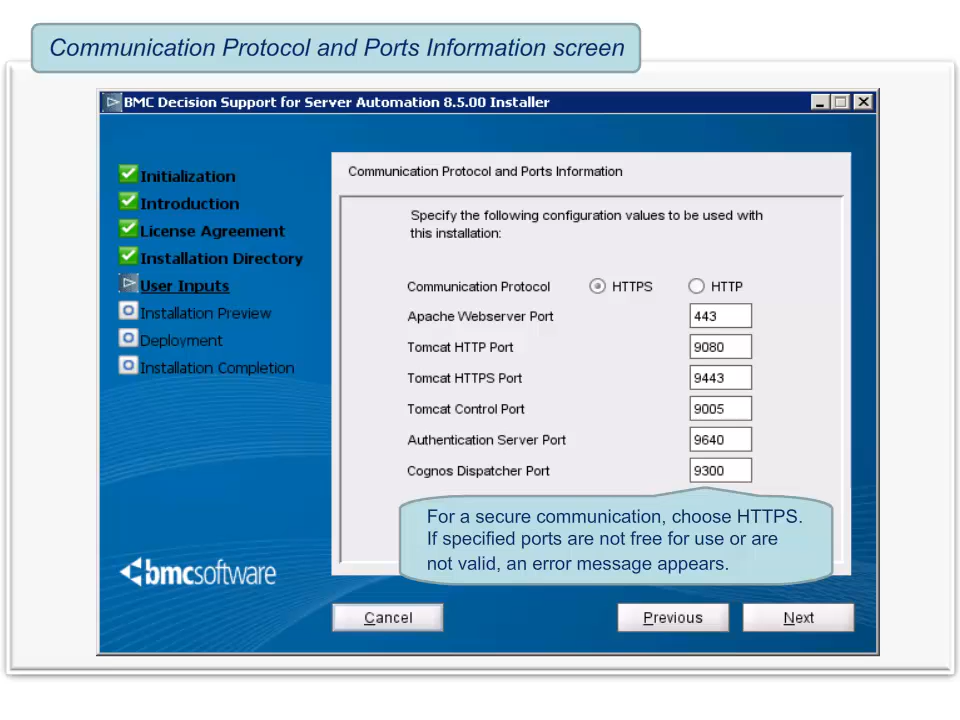 Communication Protocol and Ports Information screen
BMC Decision Support for Server Automation 8.5.00 Installer
Initialization
Introduction
License Agreement
Installation Directory
User Inputs
Installation Preview
Deployment
Installation Completion
Communication Protocol and Ports Information
Specify the following configuration values to be used with
this installation:
Communication Protocol HTTPS HTTP
Apache Webserver Port 443
Tomcat HTTP Port 9080
Tomcat HTTPS Port 9443
Tomcat Control Port 9005
Authentication Server Port 9640
Cognos Dispatcher Port 9300
For a secure communication, choose HTTPS.
If specified ports are not free for use or are
not valid, an error message appears.
bmcsoftware
Cancel Previous Next